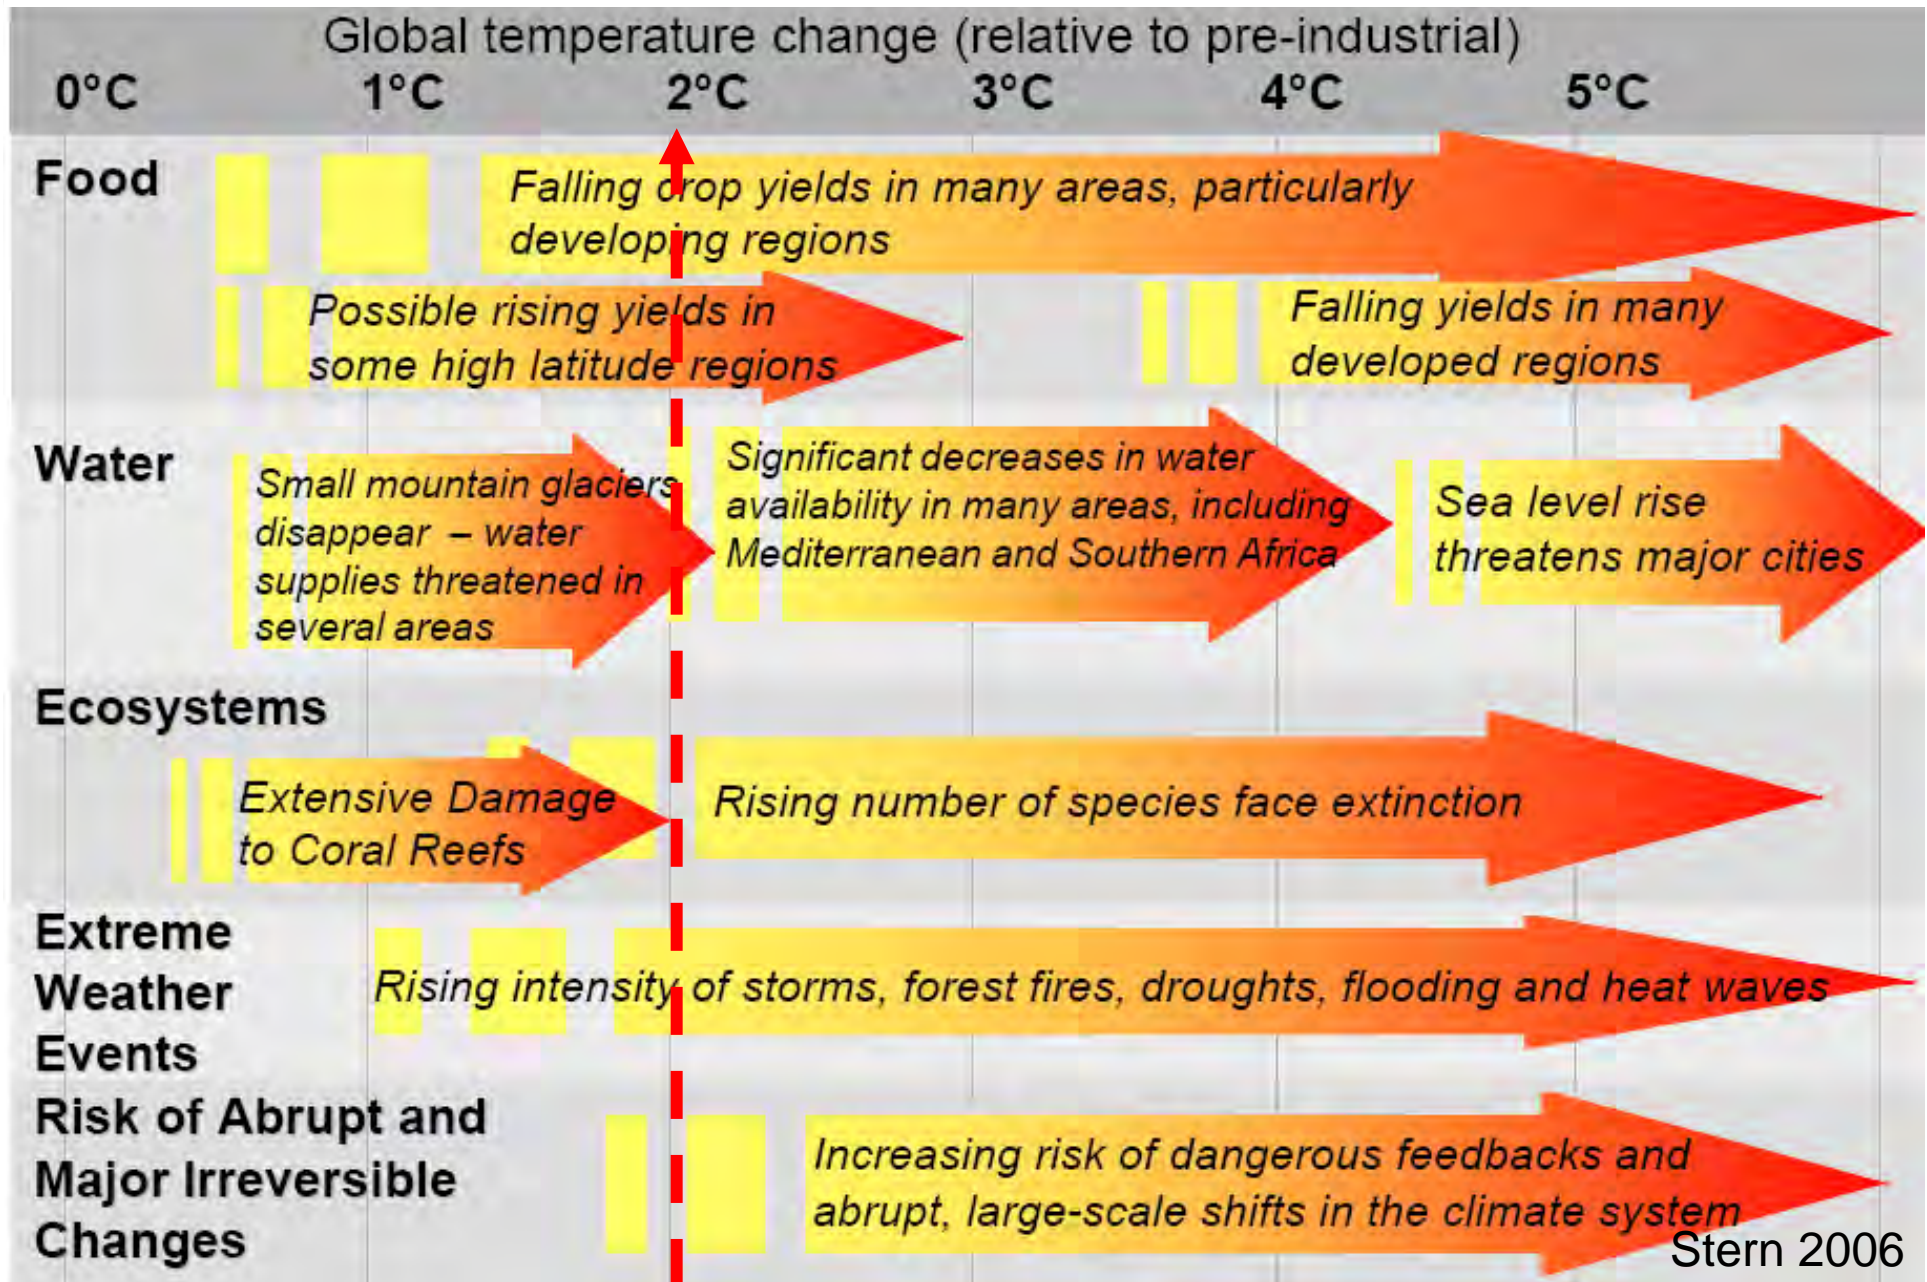 Global temperature change (relative to pre-industrial)
0°C 1°C 2°C 3°C 4°C 5°C
Food
Falling crop yields in many areas, particularly
developing regions
Possible rising yields in
some high latitude regions
Falling yields in many
developed regions
Water
Small mountain glaciers
disappear – water
supplies threatened in
several areas
Significant decreases in water
availability in many areas, including
Mediterranean and Southern Africa
Sea level rise
threatens major cities
Ecosystems
Extensive Damage
to Coral Reefs
Rising number of species face extinction
Extreme
Weather
Events
Rising intensity of storms, forest fires, droughts, flooding and heat waves
Risk of Abrupt and
Major Irreversible
Changes
Increasing risk of dangerous feedbacks and
abrupt, large-scale shifts in the climate system
Stern 2006